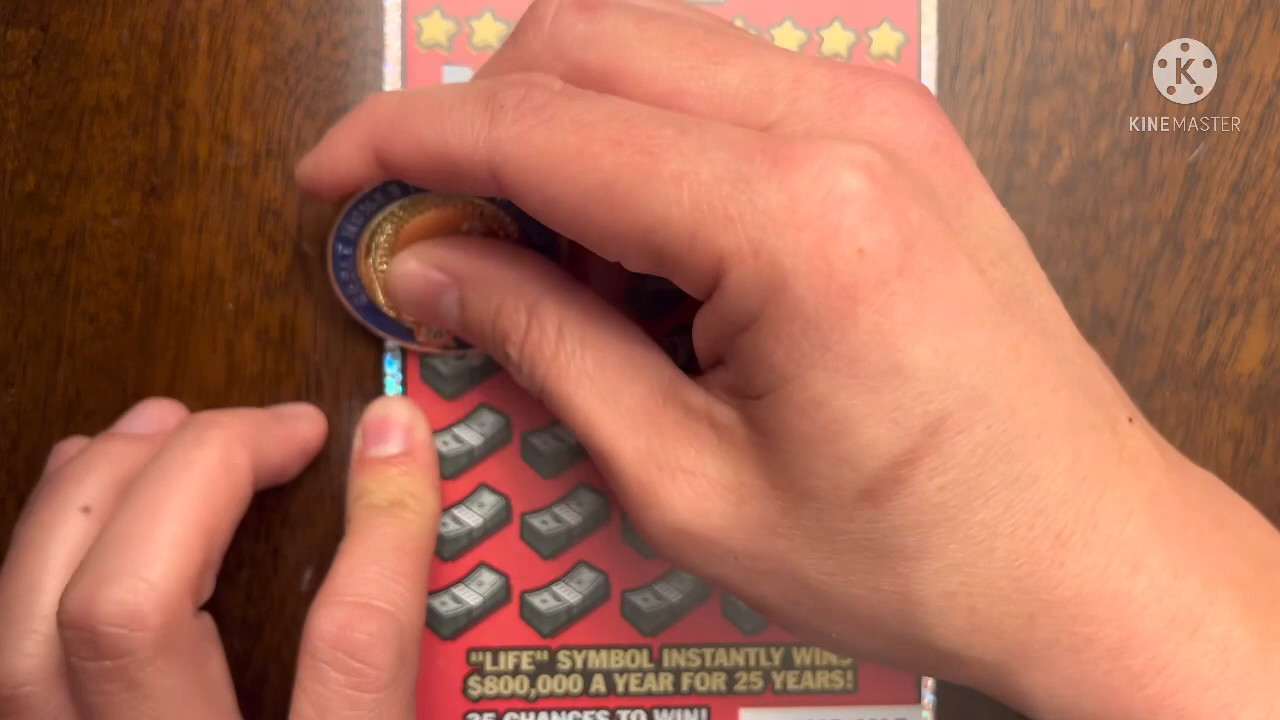 K
KINEMASTER
"LIFE" SYMBOL INSTANTLY WINS
$800,000 A YEAR FOR 25 YEARS!
25 CHANCES TO WIN!